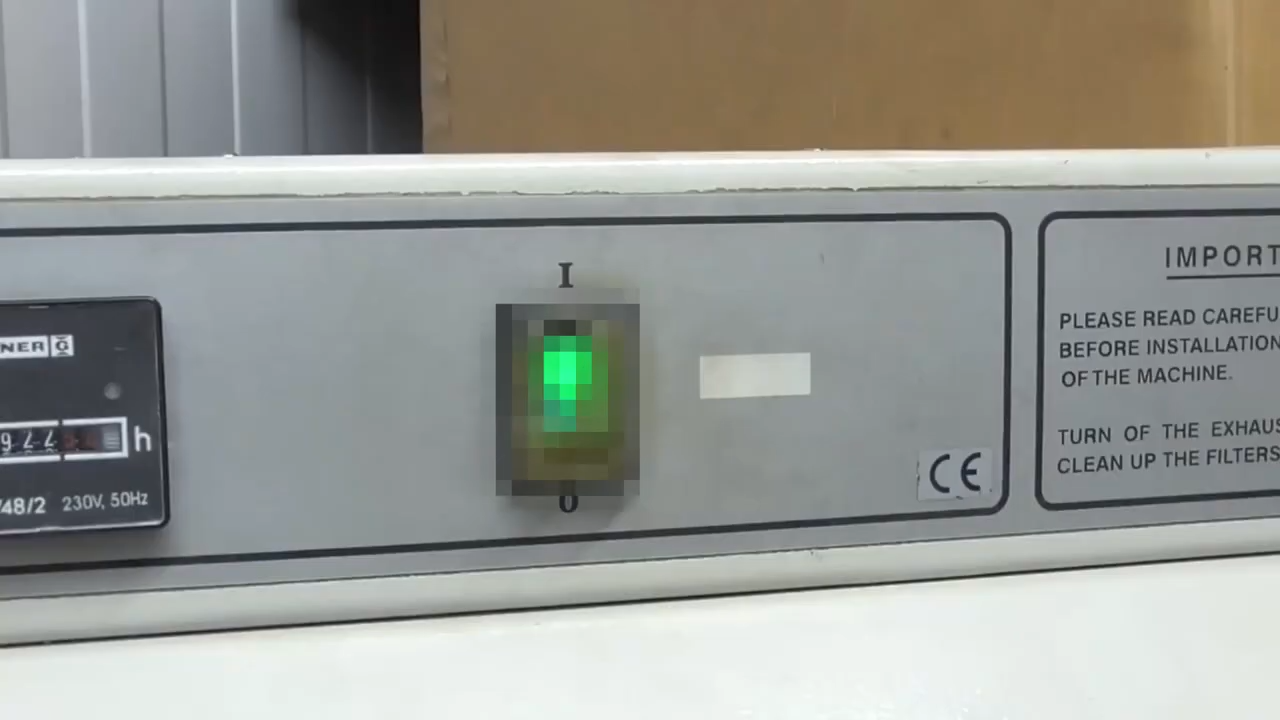 I
NER G
977
h
/48/2 230V, 50Hz
0
CE
IMPORT
PLEASE READ CAREFU
BEFORE INSTALLATION
OF THE MACHINE.
TURN OF THE EXHAUS
CLEAN UP THE FILTERS